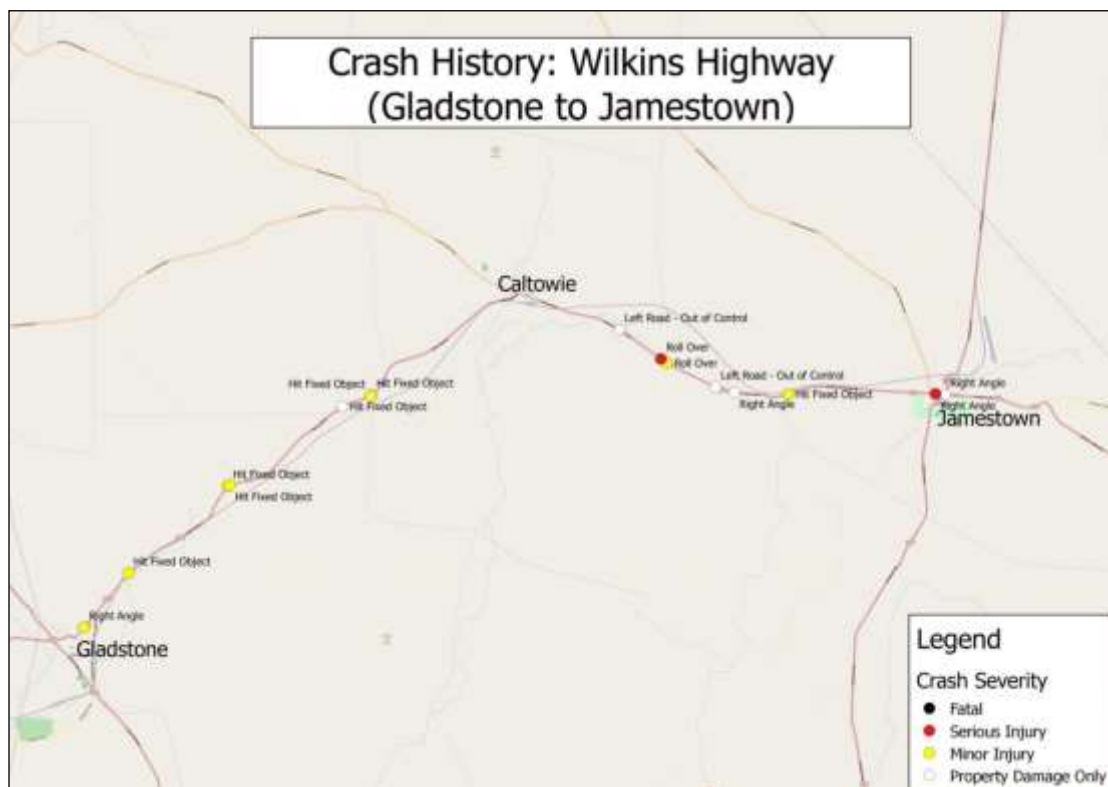 Crash History: Wilkins Highway
(Gladstone to Jamestown)
Caltowie
Left Road - Out of Control
Roll Over
Roll Over
Left Road - Out of Control
Hit Fixed Object Hit Fixed Object
Right Angle
Hit Fixed Object
Right Angle
Hit Fixed Object
Right Angle
Jamestown
Hit Fixed Object
Hit Fixed Object
Hit Fixed Object
Right Angle
Gladstone
Legend
Crash Severity
Fatal
Serious Injury
Minor Injury
Property Damage Only